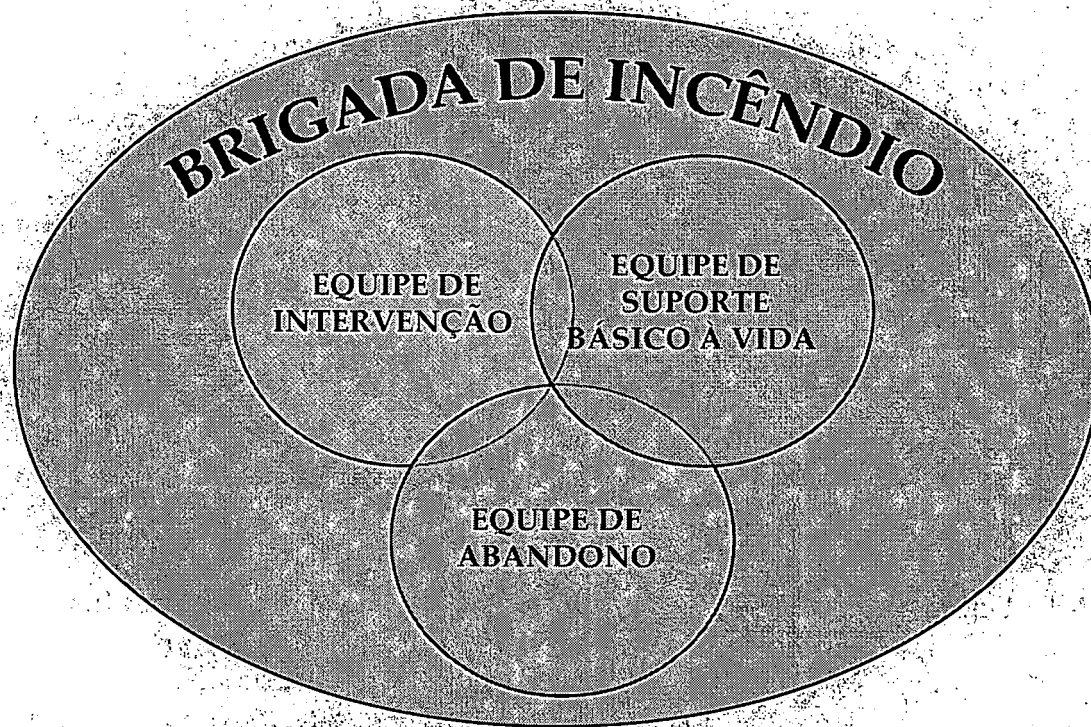 BRIGADA DE INCÊNDIO
EQUIPE DE
INTERVENÇÃO
EQUIPE DE
SUPORTE
BÁSICO À VIDA
EQUIPE DE
ABANDONO